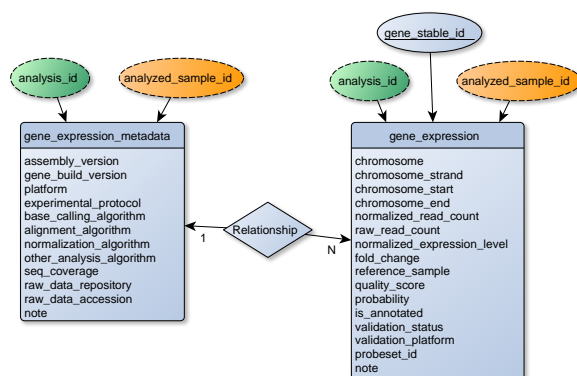 gene_stable_id
analysis_id
analyzed_sample_id
analysis_id
analyzed_sample_id
gene_expression_metadata
assembly_version
gene_build_version
platform
experimental_protocol
base_calling_algorithm
alignment_algorithm
normalization_algorithm
other_analysis_algorithm
seq_coverage
raw_data_repository
raw_data_accession
note
1
Relationship
N
gene_expression
chromosome
chromosome_strand
chromosome_start
chromosome_end
normalized_read_count
raw_read_count
normalized_expression_level
fold_change
reference_sample
quality_score
probability
is_annotated
validation_status
validation_platform
probeset_id
note